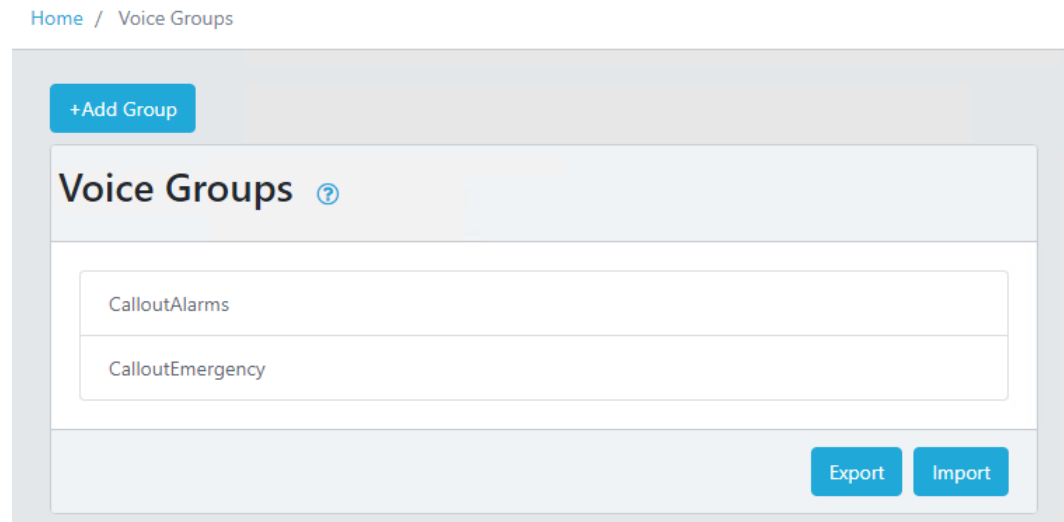 Home / Voice Groups
+Add Group
Voice Groups ?
CalloutAlarms
CalloutEmergency
Export Import